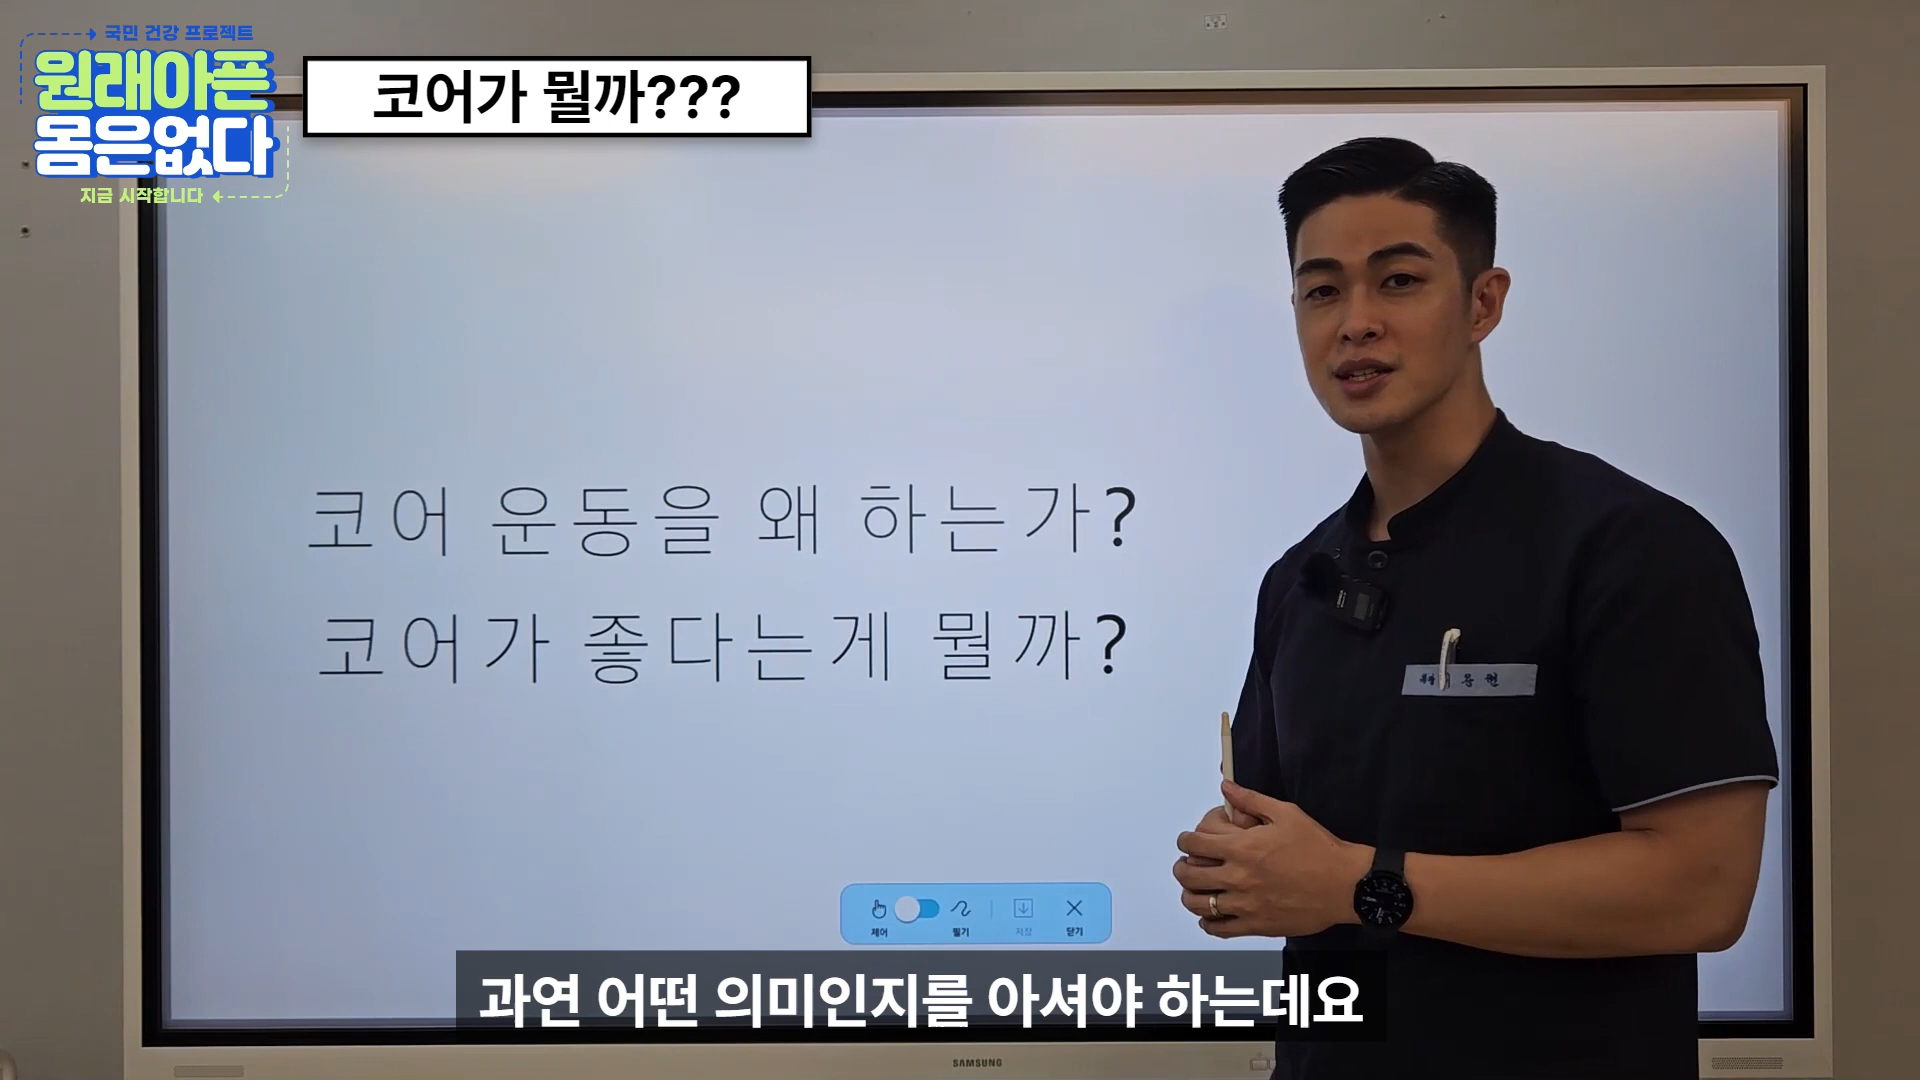 국민 건강 프로젝트
원래아픈
몸은없다
지금 시작합니다
코어가 뭘까???
코어 운동을 왜 하는가?
코어가 좋다는게 뭘까?
제어
필기
저장
닫기
용현
과연 어떤 의미인지를 아셔야 하는데요
SAMSUNG